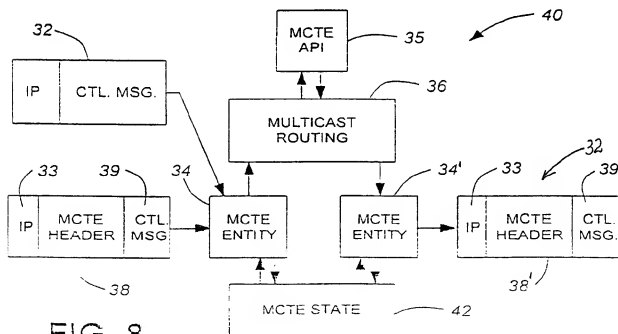 32
MCTE
API
35
40
IP
CTL. MSG.
36
MULTICAST
ROUTING
33
39
34
34'
33
32
39
IP
MCTE
HEADER
CTL.
MSG
MCTE
ENTITY
MCTE
ENTITY
IP
MCTE
HEADER
CTL.
MSG.
38
38'
MCTE STATE
42
FIG. 8